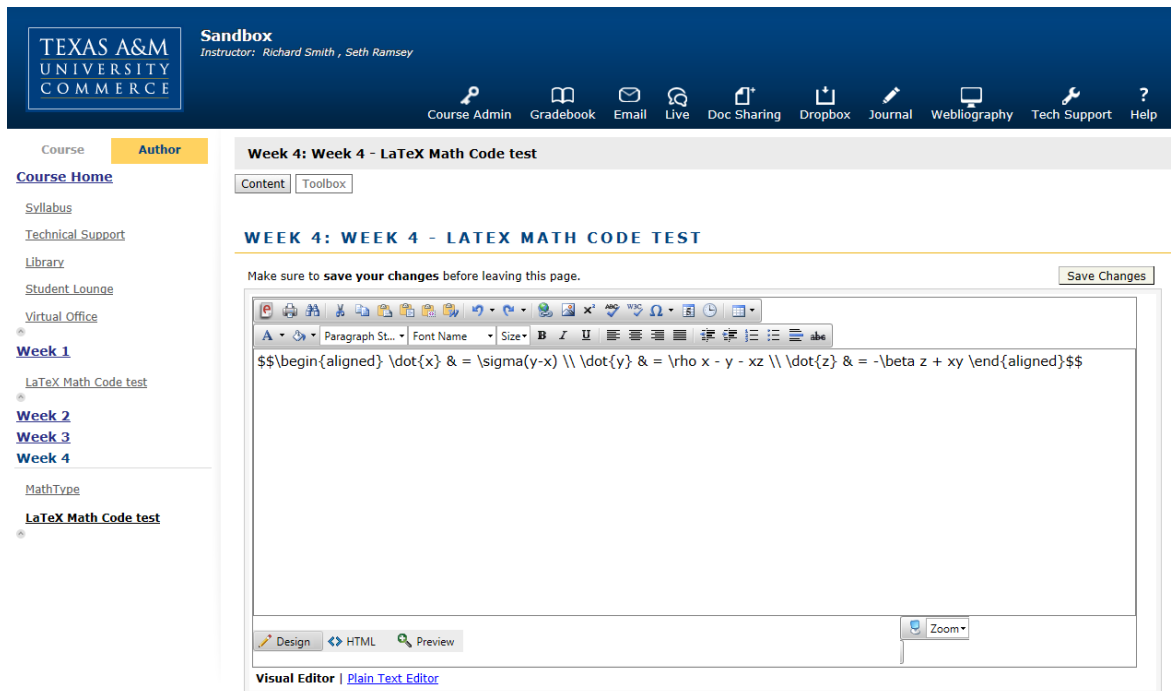 TEXAS A&M
UNIVERSITY
COMMERCE
Sandbox
Instructor: Richard Smith , Seth Ramsey
Course Admin Gradebook Email Live Doc Sharing Dropbox Journal Webliography Tech Support ? Help
Course Author
Course Home
Syllabus
Technical Support
Library
Student Lounge
Virtual Office
Week 1
LaTeX Math Code test
Week 2
Week 3
Week 4
MathType
LaTeX Math Code test
Week 4: Week 4 - LaTeX Math Code test
Content Toolbox
WEEK 4: WEEK 4 - LATEX MATH CODE TEST
Make sure to save your changes before leaving this page. Save Changes
ABC W3C Ω
A Paragraph St... Font Name Size B I U abc
$$\begin{aligned} \dot{x} & = \sigma(y-x) \\ \dot{y} & = \rho x - y - xz \\ \dot{z} & = -\beta z + xy \end{aligned}$$
Design HTML Preview Zoom
Visual Editor | Plain Text Editor